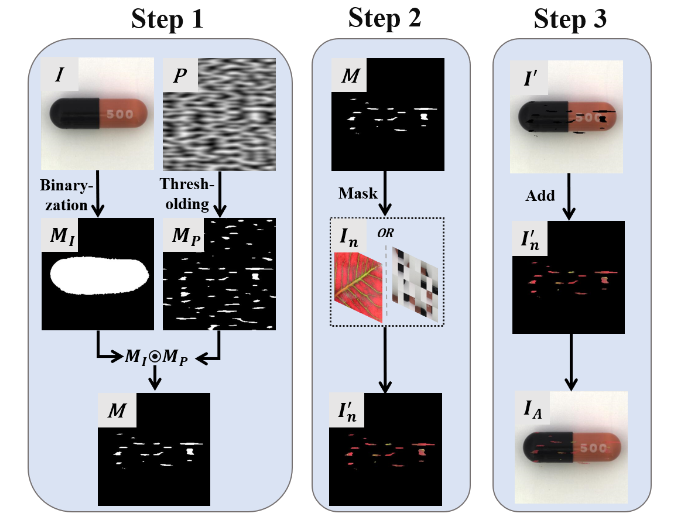 Step 1
Step 2
Step 3
I
P
M
I'
500
500
Binary-
zation
Thresh-
olding
Mask
Add
M_I
M_P
I_n
OR
I'_n
M_I⊙M_P
M
I'_n
I_A
500